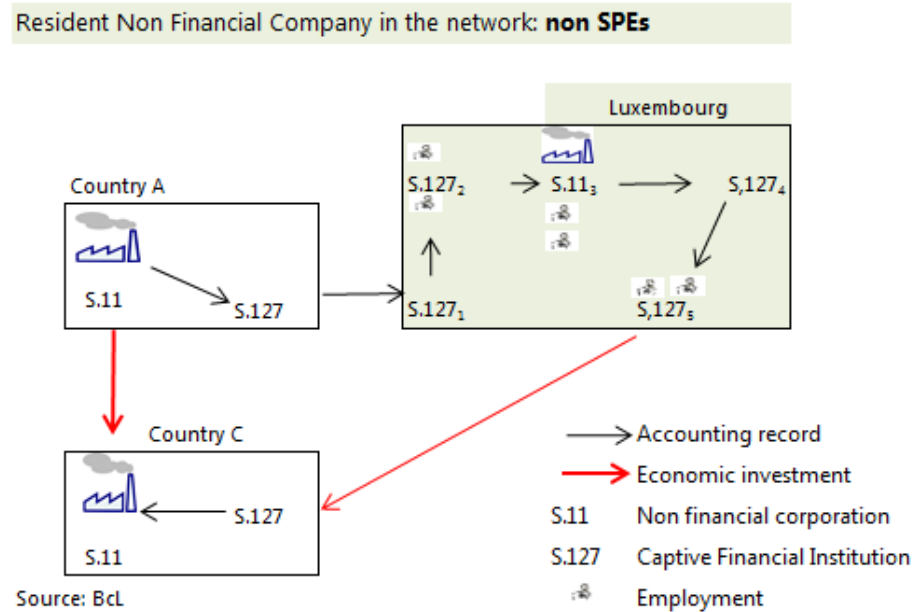 Resident Non Financial Company in the network: non SPEs
Luxembourg
Country A
S.127₂
S.11₃
S,127₄
S.11
S.127
S.127₁
S,127₅
Country C
S.127
S.11
Accounting record
Economic investment
S.11 Non financial corporation
S.127 Captive Financial Institution
Employment
Source: BcL